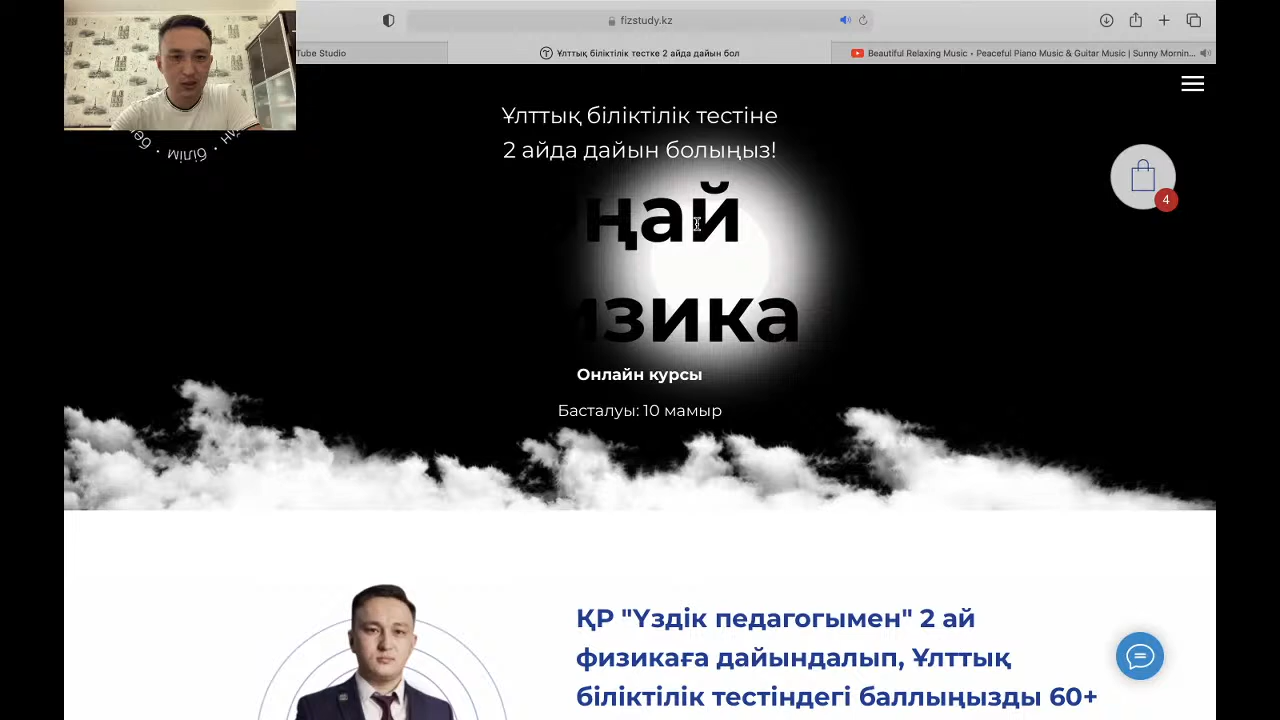 fizstudy.kz
Tube Studio
Ұлттық біліктілік тестке 2 айда дайын бол
Beautiful Relaxing Music • Peaceful Piano Music & Guitar Music | Sunny Mornin...
білім
Ұлттық біліктілік тестіне
2 айда дайын болыңыз!
4
ңай
изика
Онлайн курсы
Басталуы: 10 мамыр
ҚР "Үздік педагогымен" 2 ай
физикаға дайындалып, Ұлттық
біліктілік тестіндегі баллыңызды 60+